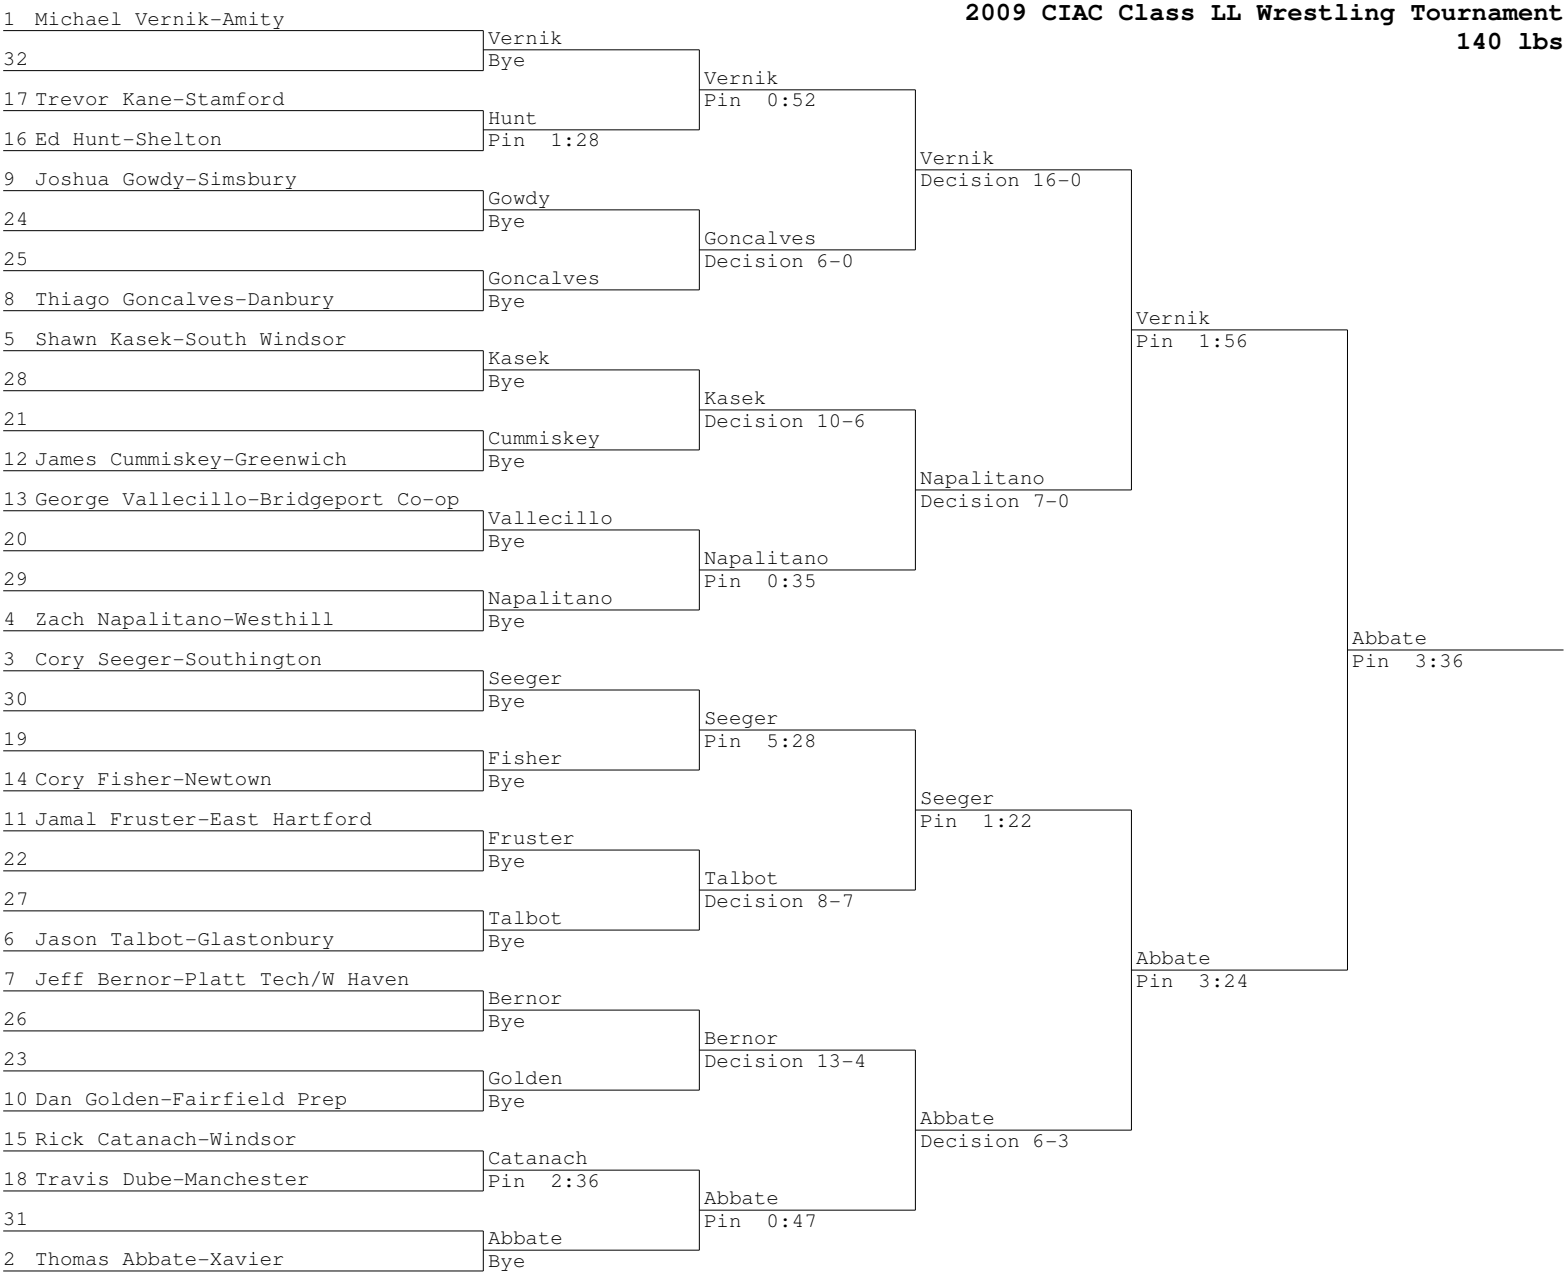 2009 CIAC Class LL Wrestling Tournament
140 lbs
1 Michael Vernik-Amity
32
17 Trevor Kane-Stamford
16 Ed Hunt-Shelton
9 Joshua Gowdy-Simsbury
24
25
8 Thiago Goncalves-Danbury
5 Shawn Kasek-South Windsor
28
21
12 James Cummiskey-Greenwich
13 George Vallecillo-Bridgeport Co-op
20
29
4 Zach Napalitano-Westhill
3 Cory Seeger-Southington
30
19
14 Cory Fisher-Newtown
11 Jamal Fruster-East Hartford
22
27
6 Jason Talbot-Glastonbury
7 Jeff Bernor-Platt Tech/W Haven
26
23
10 Dan Golden-Fairfield Prep
15 Rick Catanach-Windsor
18 Travis Dube-Manchester
31
2 Thomas Abbate-Xavier
Vernik
Bye
Hunt
Pin 1:28
Gowdy
Bye
Goncalves
Bye
Kasek
Bye
Cummiskey
Bye
Vallecillo
Bye
Napalitano
Bye
Seeger
Bye
Fisher
Bye
Fruster
Bye
Talbot
Bye
Bernor
Bye
Golden
Bye
Catanach
Pin 2:36
Abbate
Bye
Vernik
Pin 0:52
Goncalves
Decision 6-0
Kasek
Decision 10-6
Napalitano
Pin 0:35
Seeger
Pin 5:28
Talbot
Decision 8-7
Bernor
Decision 13-4
Abbate
Pin 0:47
Vernik
Decision 16-0
Napalitano
Decision 7-0
Seeger
Pin 1:22
Abbate
Decision 6-3
Vernik
Pin 1:56
Abbate
Pin 3:24
Abbate
Pin 3:36